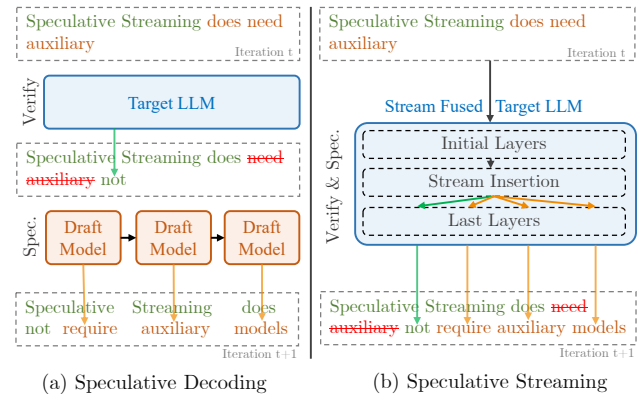 Speculative Streaming does need
auxiliary
Iteration t
Verify
Target LLM
Speculative Streaming does need
auxiliary not
Spec.
Draft
Model
Draft
Model
Draft
Model
Speculative Streaming does
not require auxiliary models
Iteration t+1
(a) Speculative Decoding
Speculative Streaming does need
auxiliary
Iteration t
Stream Fused Target LLM
Verify & Spec.
Initial Layers
Stream Insertion
Last Layers
Speculative Streaming does need
auxiliary not require auxiliary models
Iteration t+1
(b) Speculative Streaming